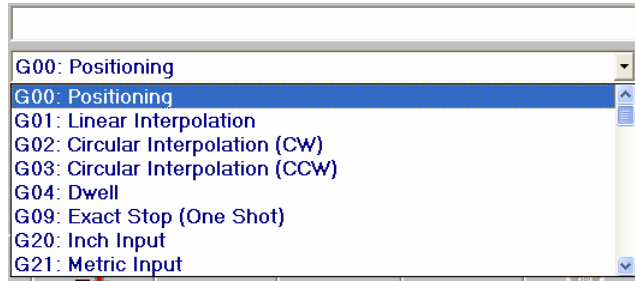 G00: Positioning
G00: Positioning
G01: Linear Interpolation
G02: Circular Interpolation (CW)
G03: Circular Interpolation (CCW)
G04: Dwell
G09: Exact Stop (One Shot)
G20: Inch Input
G21: Metric Input